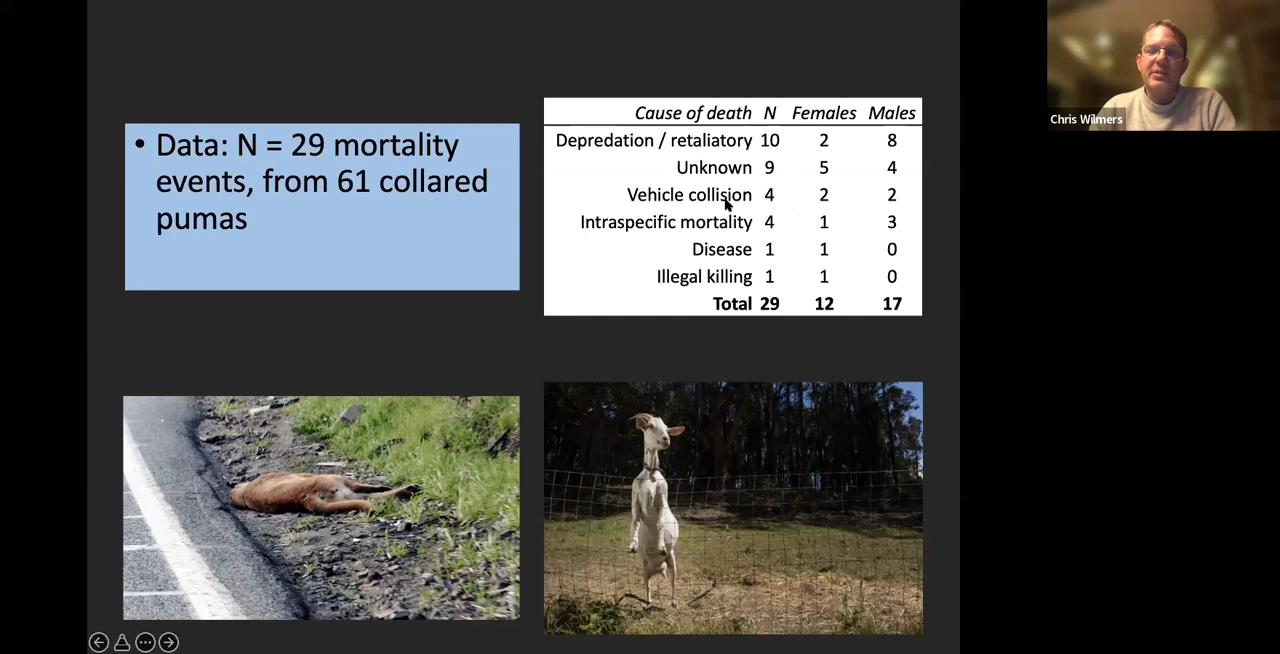 • Data: N = 29 mortality
events, from 61 collared
pumas
Cause of death N Females Males
Depredation / retaliatory 10 2 8
Unknown 9 5 4
Vehicle collision 4 2 2
Intraspecific mortality 4 1 3
Disease 1 1 0
Illegal killing 1 1 0
Total 29 12 17
Chris Wilmers